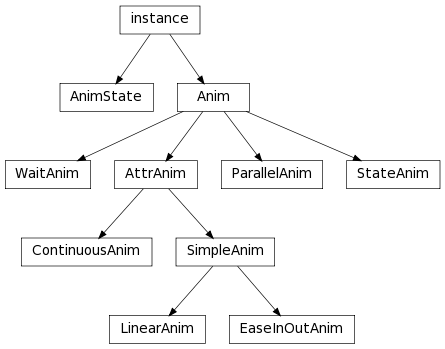 instance
AnimState
Anim
WaitAnim
AttrAnim
ParallelAnim
StateAnim
ContinuousAnim
SimpleAnim
LinearAnim
EaseInOutAnim